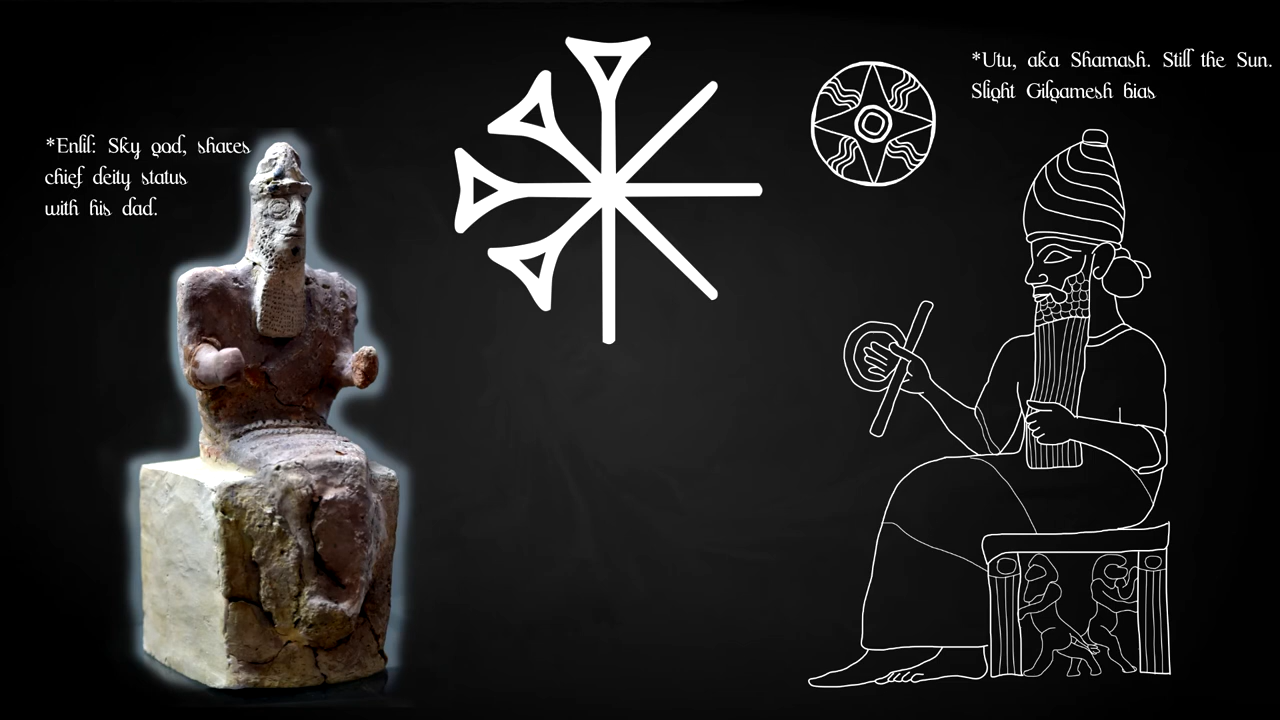 *Enlil: Sky god, shares
chief deity status
with his dad.
𒀭
*Utu, aka Shamash. Still the Sun.
Slight Gilgamesh bias